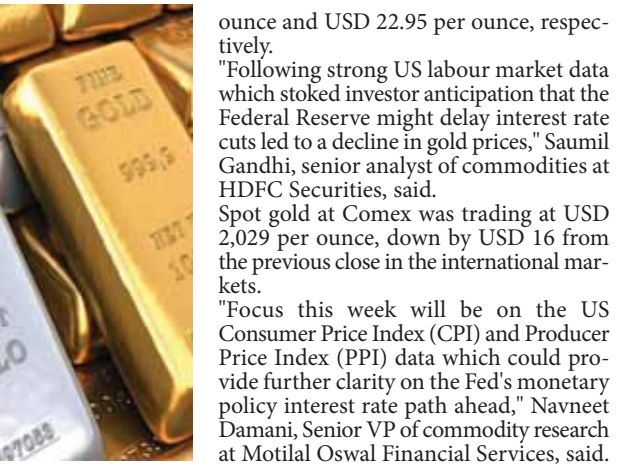 FINE
GOLD
999,9
NET
10
T
LO
97053
ounce and USD 22.95 per ounce, respec-
tively.
"Following strong US labour market data
which stoked investor anticipation that the
Federal Reserve might delay interest rate
cuts led to a decline in gold prices," Saumil
Gandhi, senior analyst of commodities at
HDFC Securities, said.
Spot gold at Comex was trading at USD
2,029 per ounce, down by USD 16 from
the previous close in the international mar-
kets.
"Focus this week will be on the US
Consumer Price Index (CPI) and Producer
Price Index (PPI) data which could pro-
vide further clarity on the Fed's monetary
policy interest rate path ahead," Navneet
Damani, Senior VP of commodity research
at Motilal Oswal Financial Services, said.